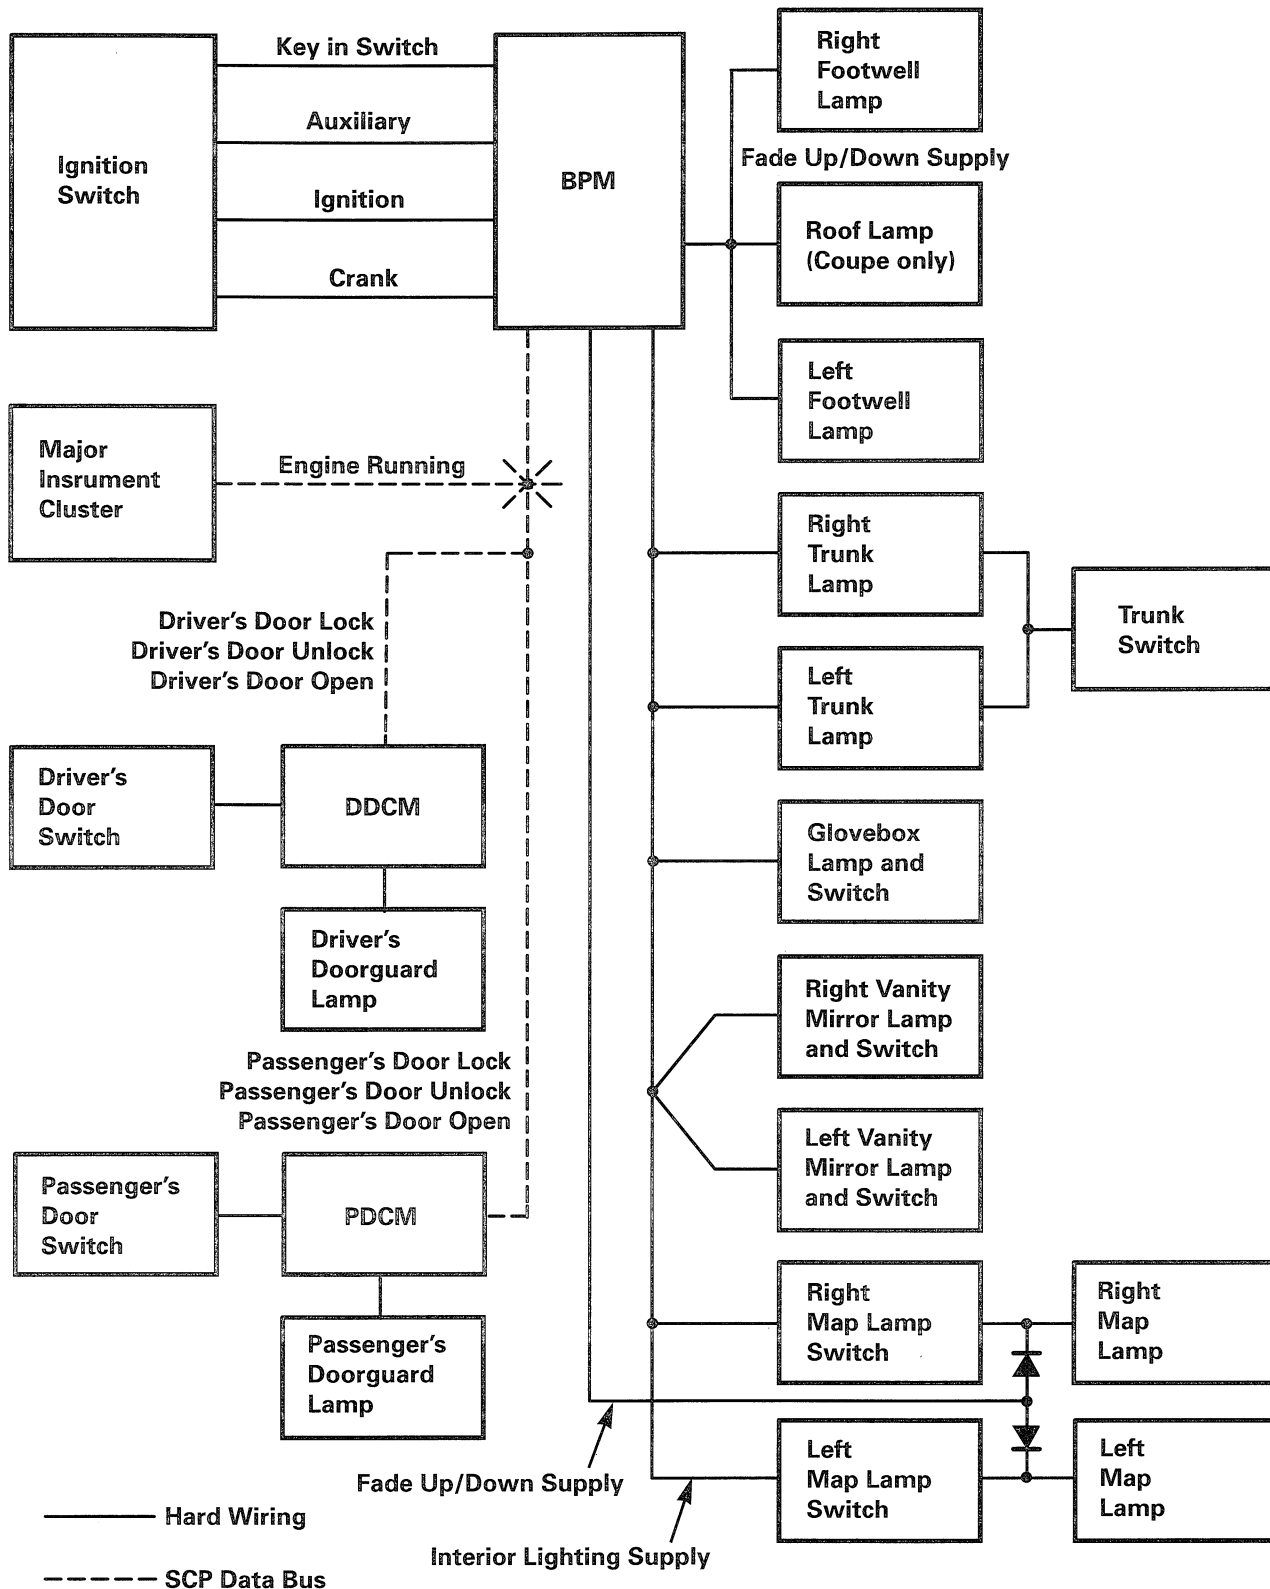 Key in Switch
Auxiliary
Ignition
Crank
Ignition
Switch
BPM
Right
Footwell
Lamp
Fade Up/Down Supply
Roof Lamp
(Coupe only)
Left
Footwell
Lamp
Major
Insrument
Cluster
Engine Running
Right
Trunk
Lamp
Trunk
Switch
Left
Trunk
Lamp
Driver's Door Lock
Driver's Door Unlock
Driver's Door Open
Driver's
Door
Switch
DDCM
Glovebox
Lamp and
Switch
Driver's
Doorguard
Lamp
Right Vanity
Mirror Lamp
and Switch
Passenger's Door Lock
Passenger's Door Unlock
Passenger's Door Open
Left Vanity
Mirror Lamp
and Switch
Passenger's
Door
Switch
PDCM
Right
Map Lamp
Switch
Right
Map
Lamp
Passenger's
Doorguard
Lamp
Left
Map Lamp
Switch
Left
Map
Lamp
Fade Up/Down Supply
Hard Wiring
Interior Lighting Supply
SCP Data Bus